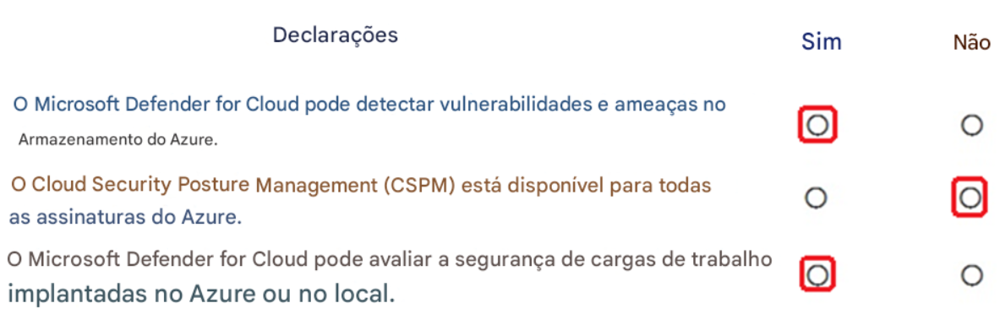 Declarações
Sim
Não
O Microsoft Defender for Cloud pode detectar vulnerabilidades e ameaças no
Armazenamento do Azure.
O Cloud Security Posture Management (CSPM) está disponível para todas
as assinaturas do Azure.
O Microsoft Defender for Cloud pode avaliar a segurança de cargas de trabalho
implantadas no Azure ou no local.